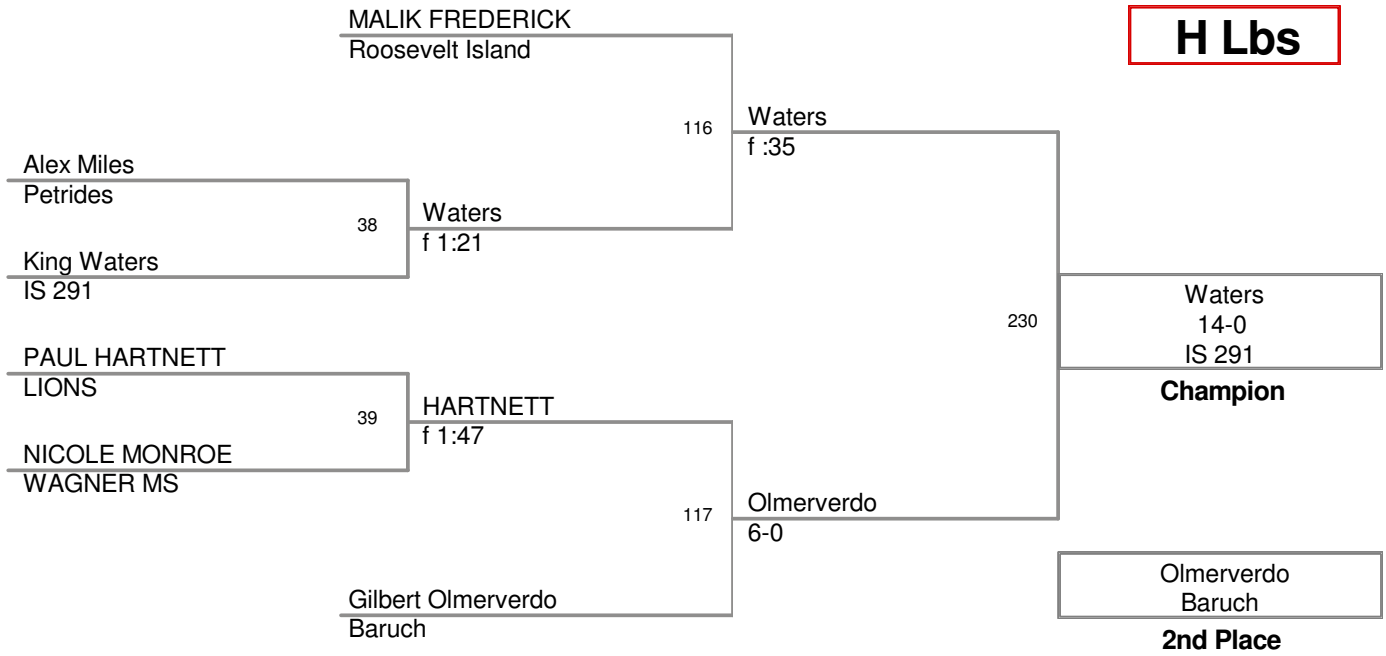 MALIK FREDERICK
Roosevelt Island
H Lbs
116
Waters
f :35
Alex Miles
Petrides
38
Waters
f 1:21
King Waters
IS 291
230
Waters
14-0
IS 291
Champion
PAUL HARTNETT
LIONS
39
HARTNETT
f 1:47
NICOLE MONROE
WAGNER MS
117
Olmerverdo
6-0
Gilbert Olmerverdo
Baruch
Olmerverdo
Baruch
2nd Place